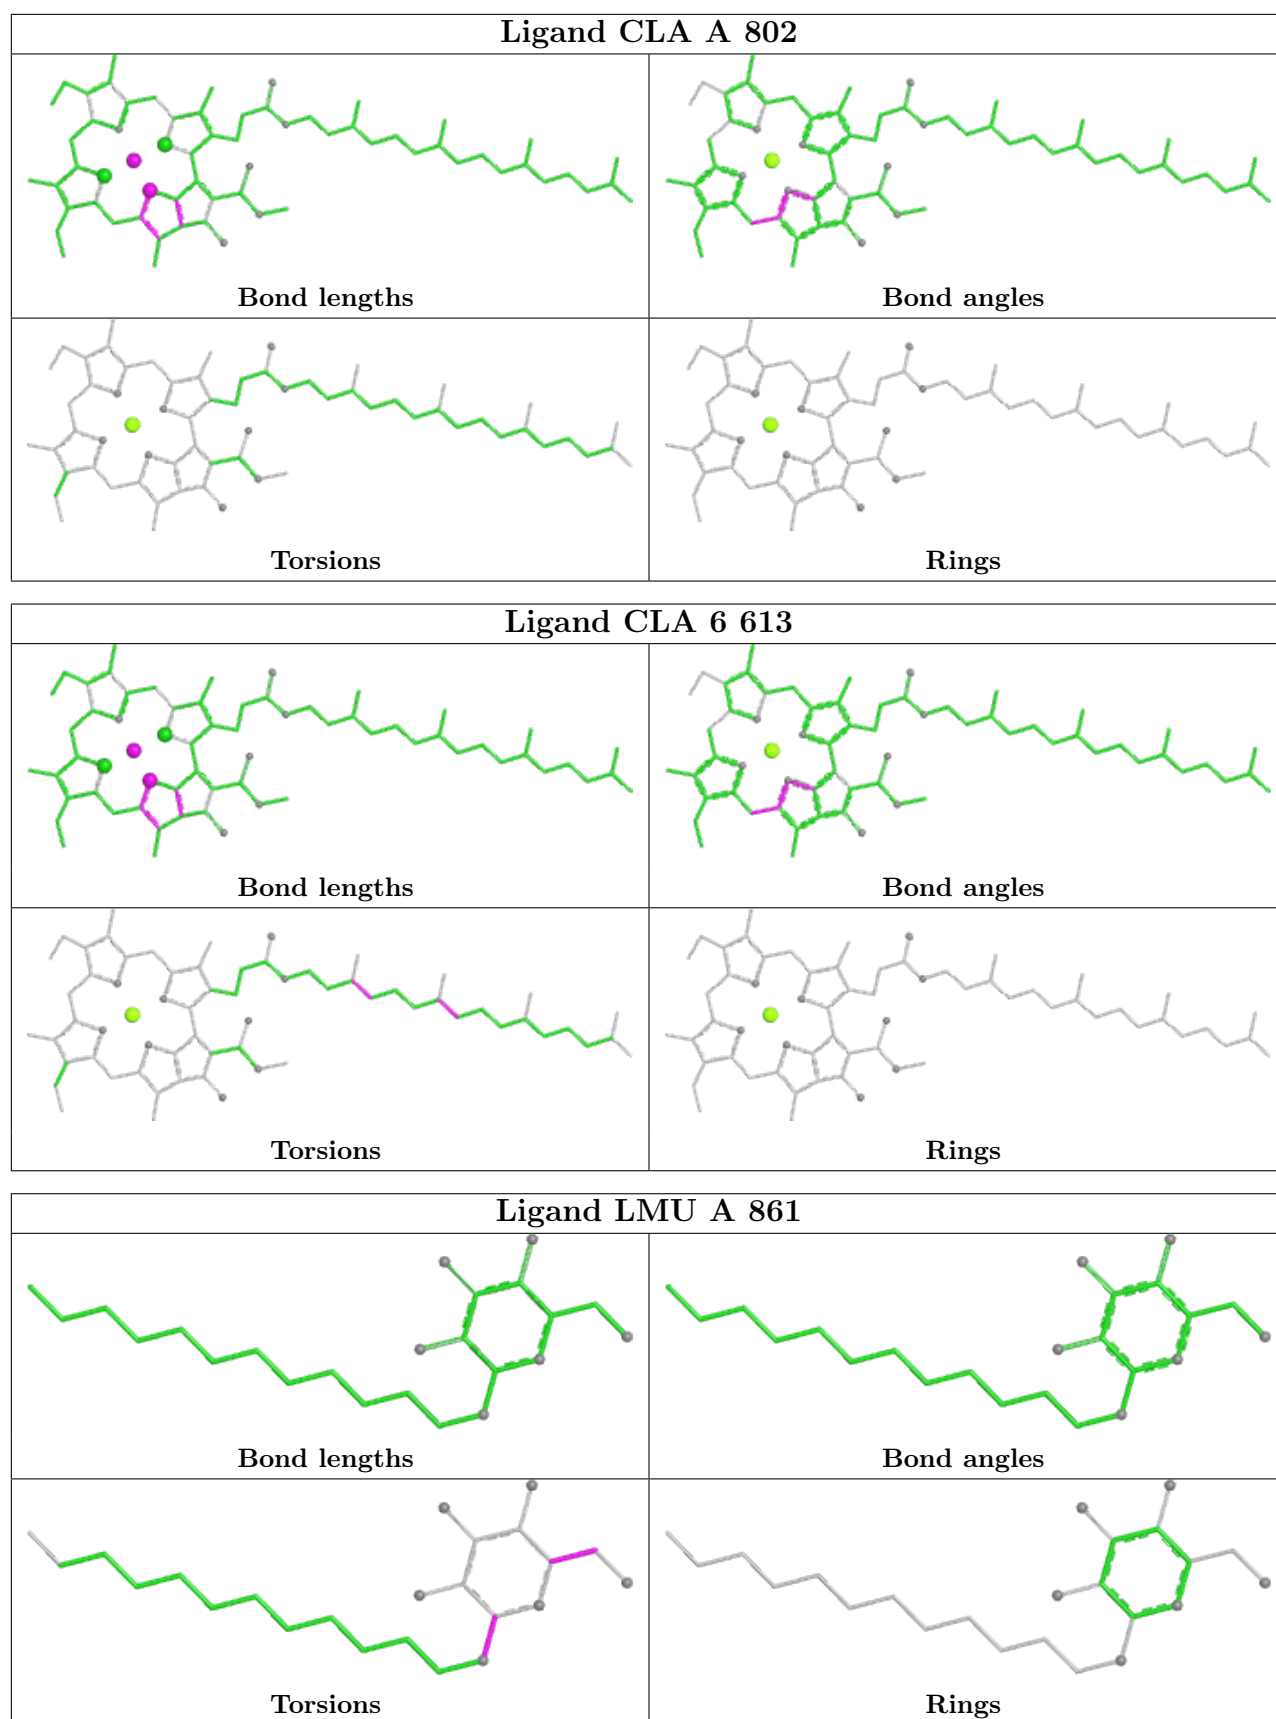 Ligand CLA A 802
Bond lengths
Bond angles
Torsions
Rings
Ligand CLA 6 613
Bond lengths
Bond angles
Torsions
Rings
Ligand LMU A 861
Bond lengths
Bond angles
Torsions
Rings